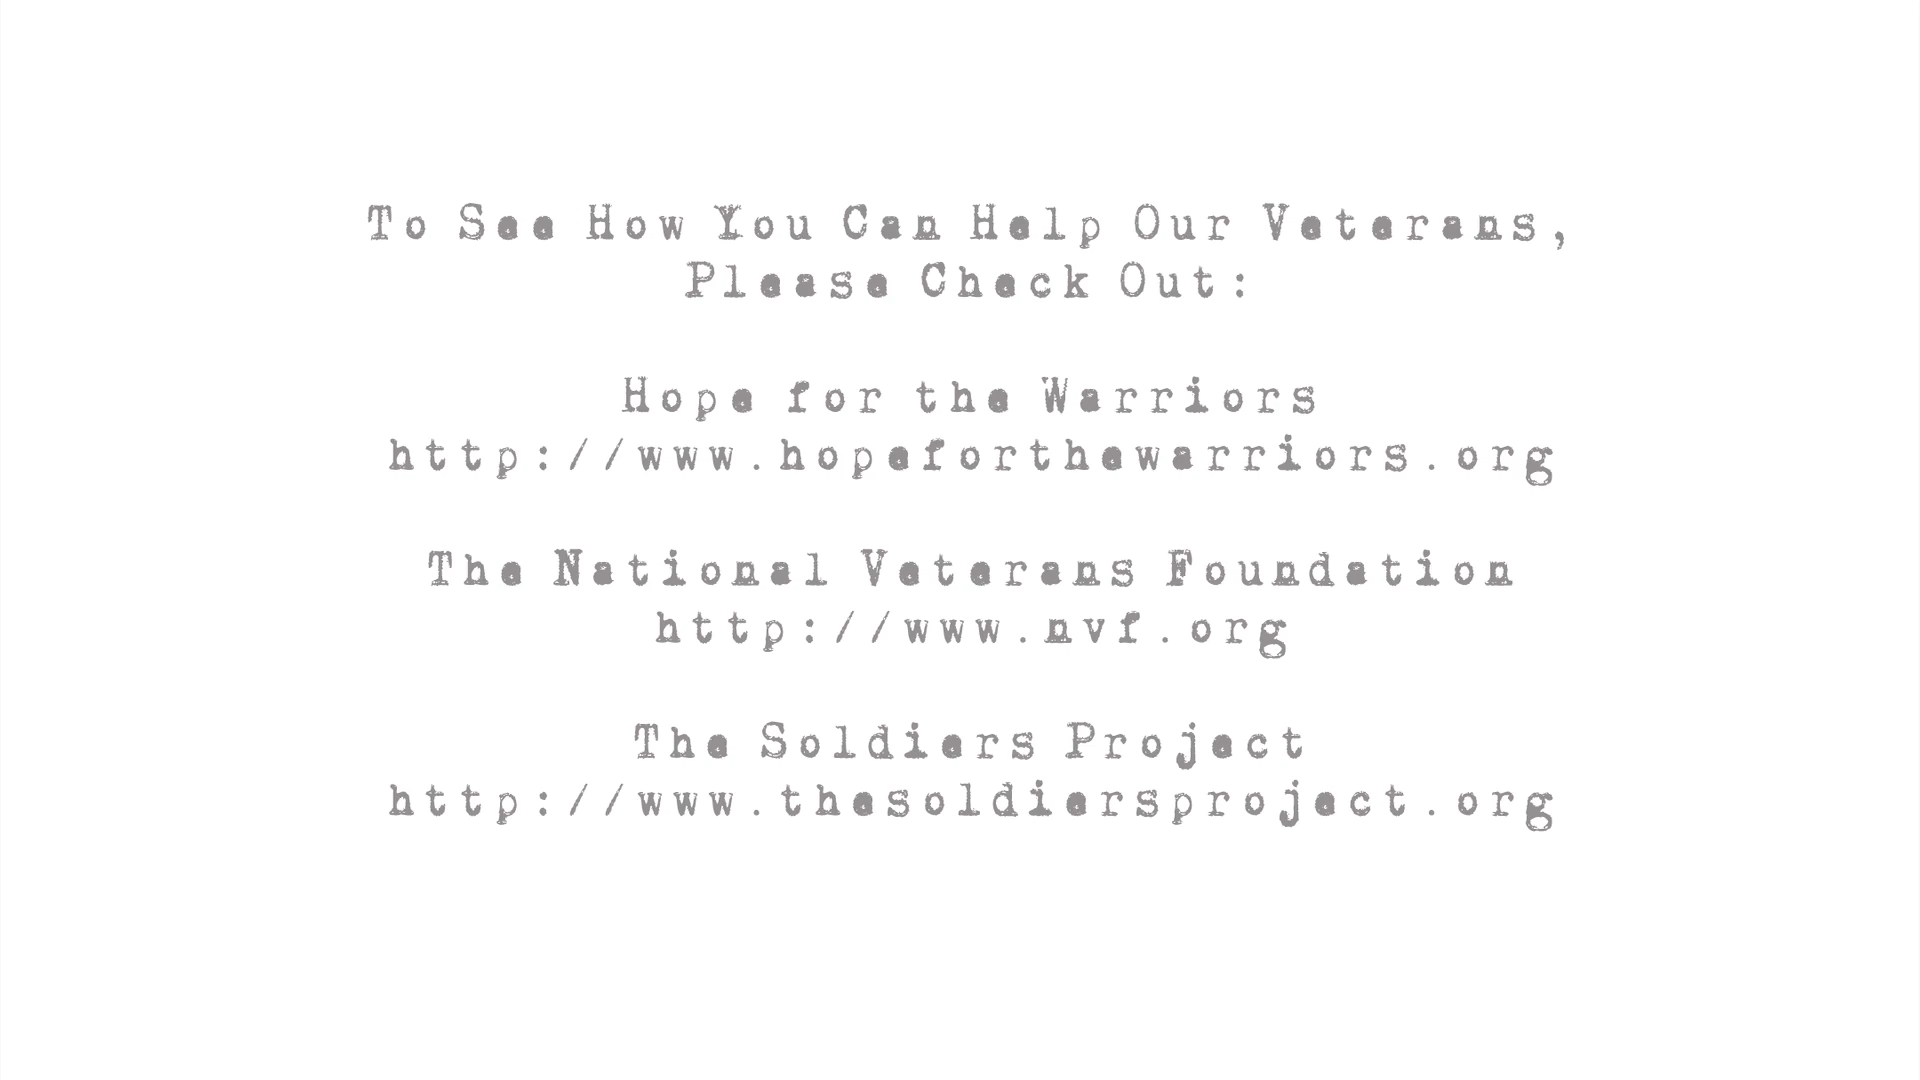 To See How You Can Help Our Veterans,
Please Check Out:
Hope for the Warriors
http://www.hopeforthewarriors.org
The National Veterans Foundation
http://www.nvf.org
The Soldiers Project
http://www.thesoldiersproject.org